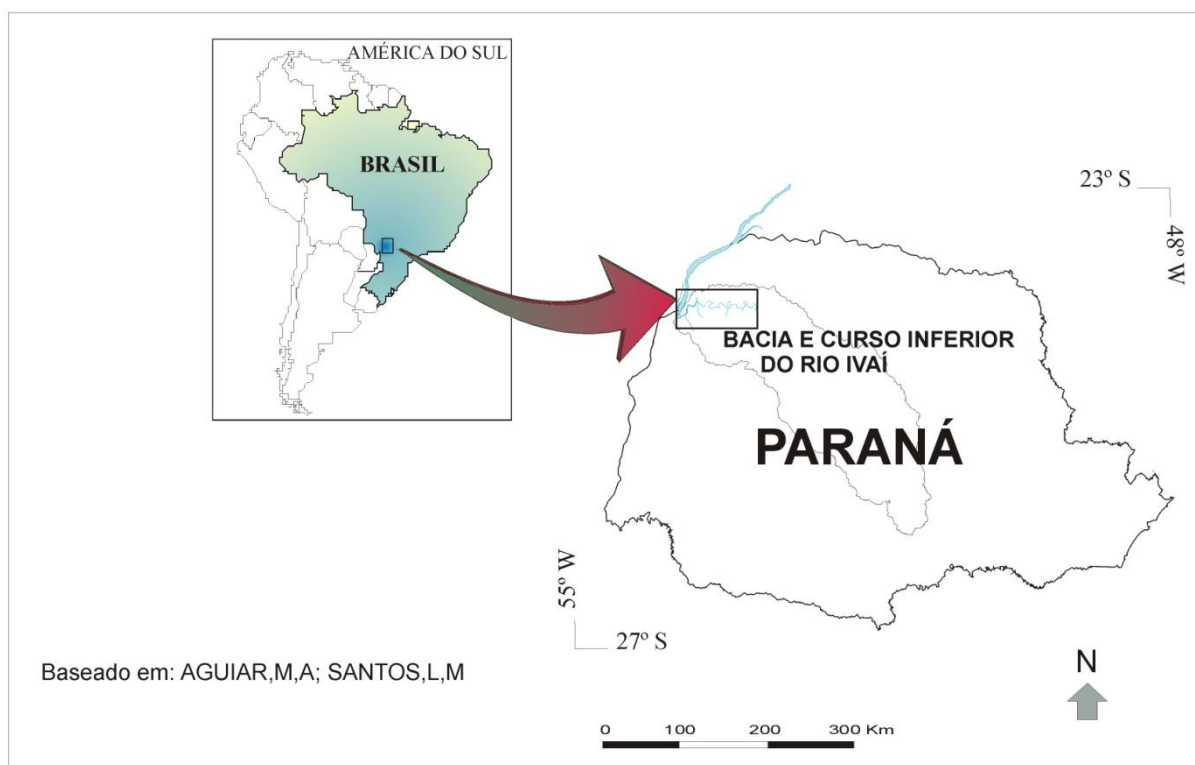 AMÉRICA DO SUL
BRASIL
23º S
48º W
BACIA E CURSO INFERIOR
DO RIO IVAÍ
PARANÁ
55º W
27º S
Baseado em: AGUIAR,M,A; SANTOS,L,M
N
0 100 200 300 Km